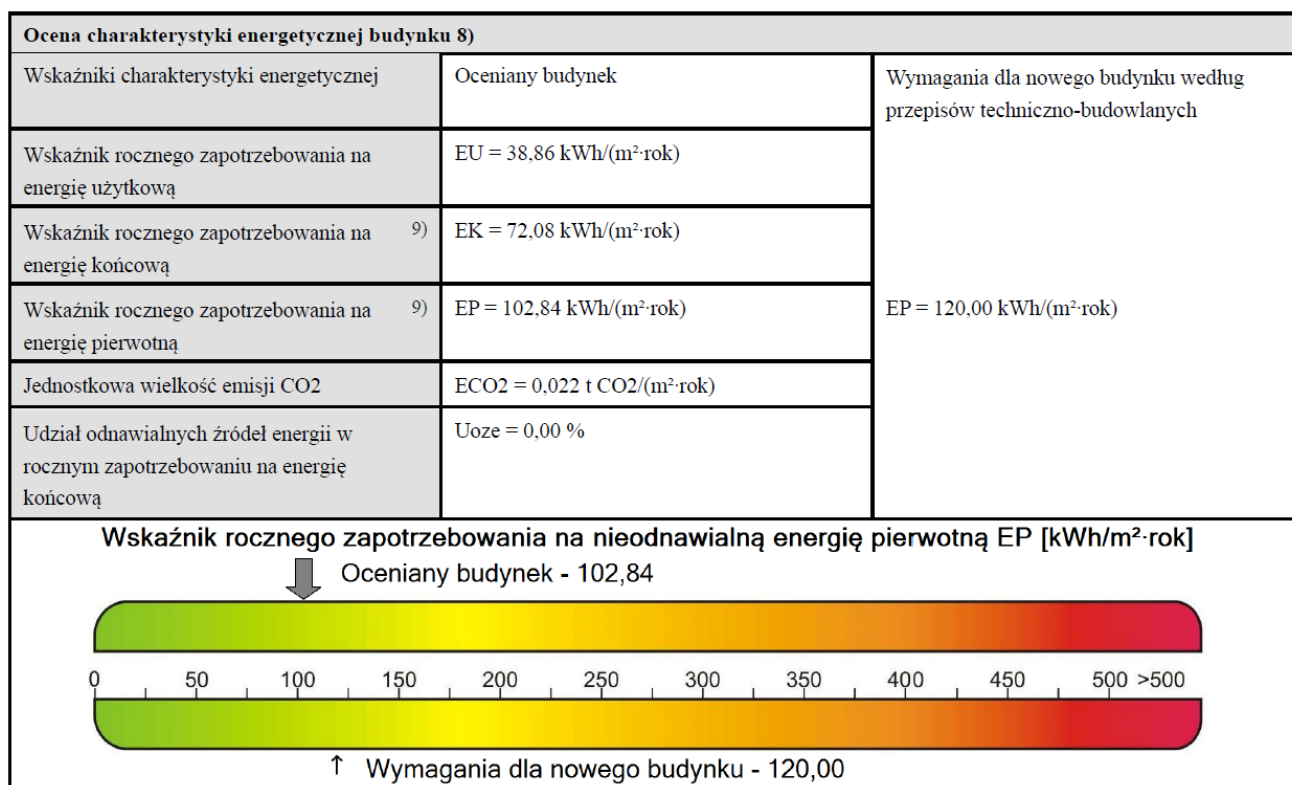 Ocena charakterystyki energetycznej budynku 8)
Wskaźniki charakterystyki energetycznej
Oceniany budynek
Wymagania dla nowego budynku według
przepisów techniczno-budowlanych
Wskaźnik rocznego zapotrzebowania na
energię użytkową
EU = 38,86 kWh/(m²·rok)
Wskaźnik rocznego zapotrzebowania na 9)
energię końcową
EK = 72,08 kWh/(m²·rok)
Wskaźnik rocznego zapotrzebowania na 9)
energię pierwotną
EP = 102,84 kWh/(m²·rok)
EP = 120,00 kWh/(m²·rok)
Jednostkowa wielkość emisji CO2
ECO2 = 0,022 t CO2/(m²·rok)
Udział odnawialnych źródeł energii w
rocznym zapotrzebowaniu na energię
końcową
Uoze = 0,00 %
Wskaźnik rocznego zapotrzebowania na nieodnawialną energię pierwotną EP [kWh/m²·rok]
Oceniany budynek - 102,84
0 50 100 150 200 250 300 350 400 450 500 >500
↑ Wymagania dla nowego budynku - 120,00